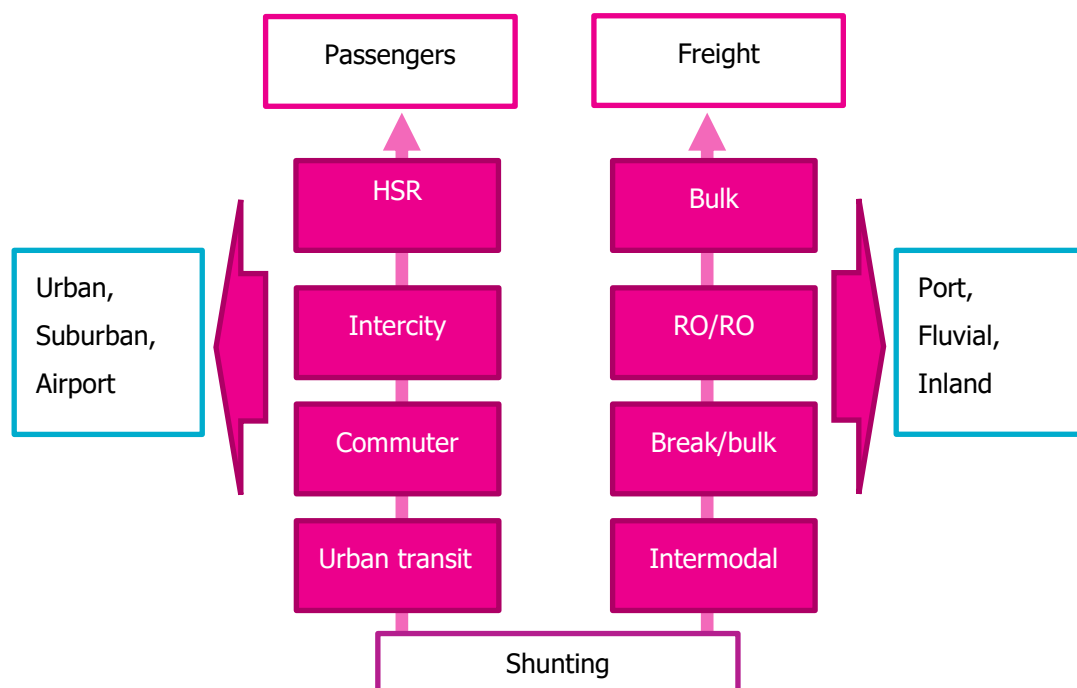 Passengers
Freight
HSR
Bulk
Urban,
Suburban,
Airport
Intercity
RO/RO
Port,
Fluvial,
Inland
Commuter
Break/bulk
Urban transit
Intermodal
Shunting